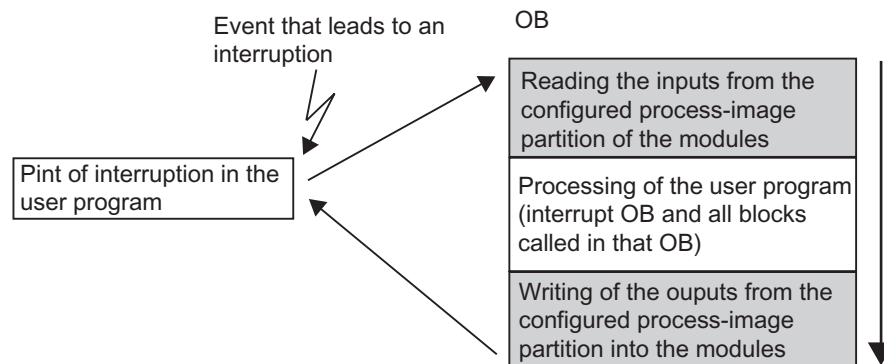 Event that leads to an
interruption
OB
Reading the inputs from the
configured process-image
partition of the modules
Pint of interruption in the
user program
Processing of the user program
(interrupt OB and all blocks
called in that OB)
Writing of the ouputs from the
configured process-image
partition into the modules